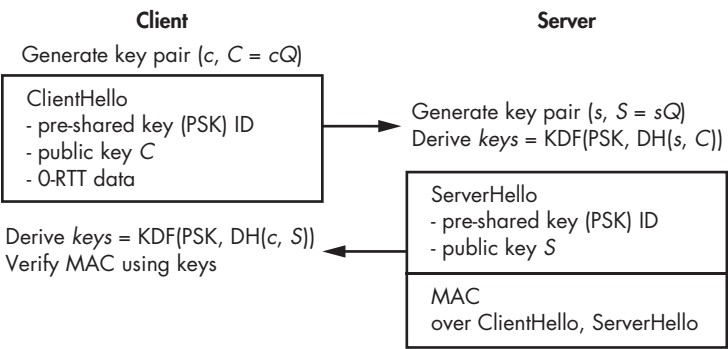 Client
Server
Generate key pair (c, C = cQ)
ClientHello
- pre-shared key (PSK) ID
- public key C
- 0-RTT data
Generate key pair (s, S = sQ)
Derive keys = KDF(PSK, DH(s, C))
ServerHello
- pre-shared key (PSK) ID
- public key S
Derive keys = KDF(PSK, DH(c, S))
Verify MAC using keys
MAC
over ClientHello, ServerHello